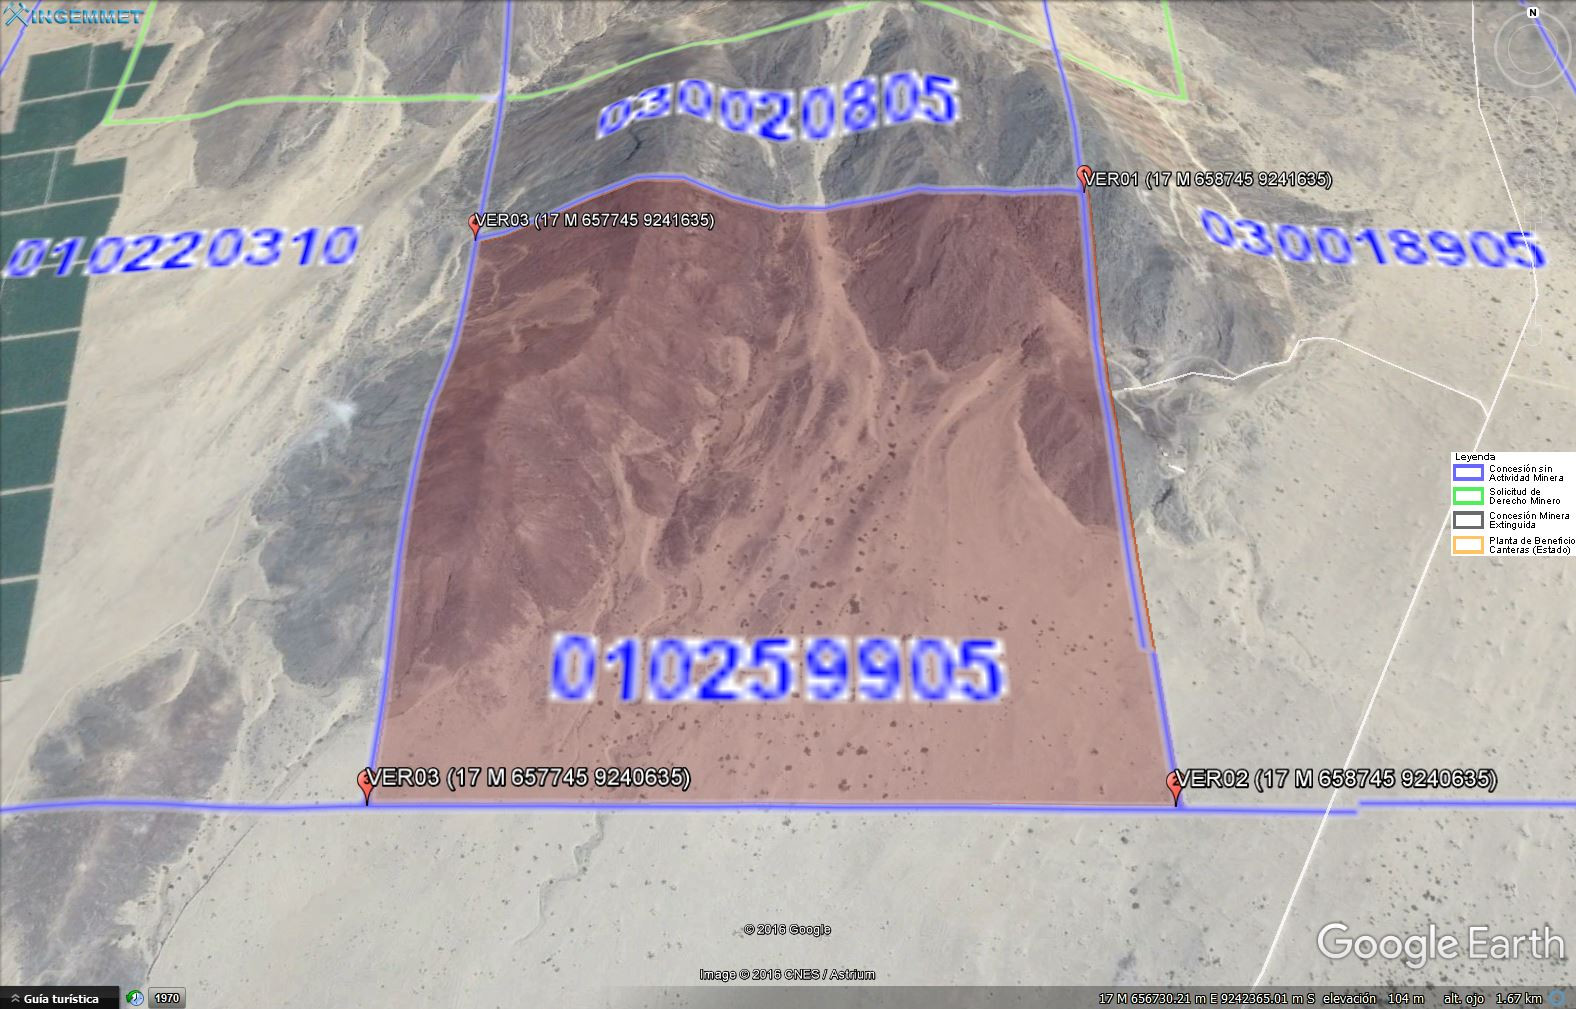 INGEMMET
N
030020805
VER01 (17 M 658745 9241635)
VER03 (17 M 657745 9241635)
010220310
030018905
Leyenda
Concesión sin
Actividad Minera
Solicitud de
Derecho Minero
Concesión Minera
Extinguida
Planta de Beneficio
Canteras (Estado)
010259905
VER03 (17 M 657745 9240635)
VER02 (17 M 658745 9240635)
© 2016 Google
Google Earth
Image © 2016 CNES / Astrium
Guía turística
1970
17 M 656730.21 m E 9242365.01 m S elevación 104 m alt. ojo 1.67 km